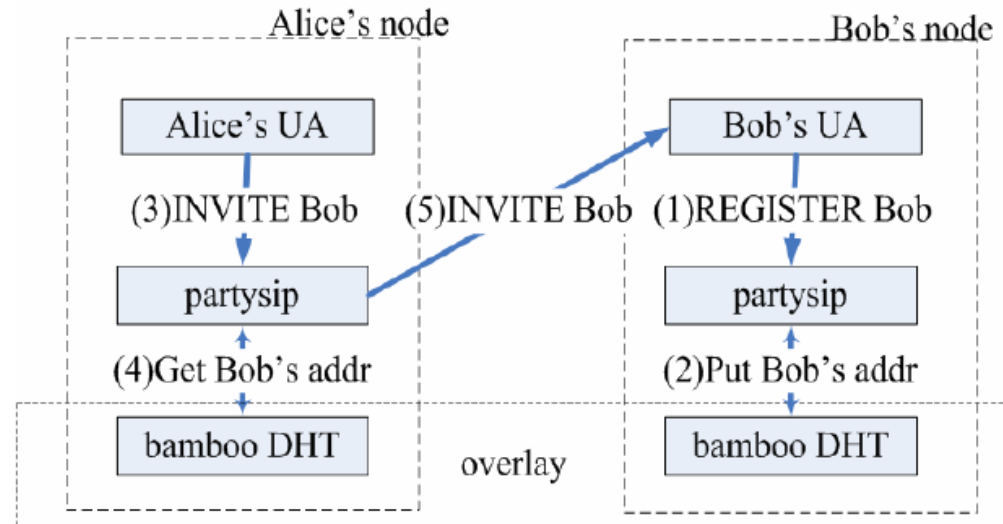 Alice’s node
Bob’s node
Alice’s UA
Bob’s UA
(3)INVITE Bob
(5)INVITE Bob
(1)REGISTER Bob
partysip
partysip
(4)Get Bob’s addr
(2)Put Bob’s addr
bamboo DHT
overlay
bamboo DHT